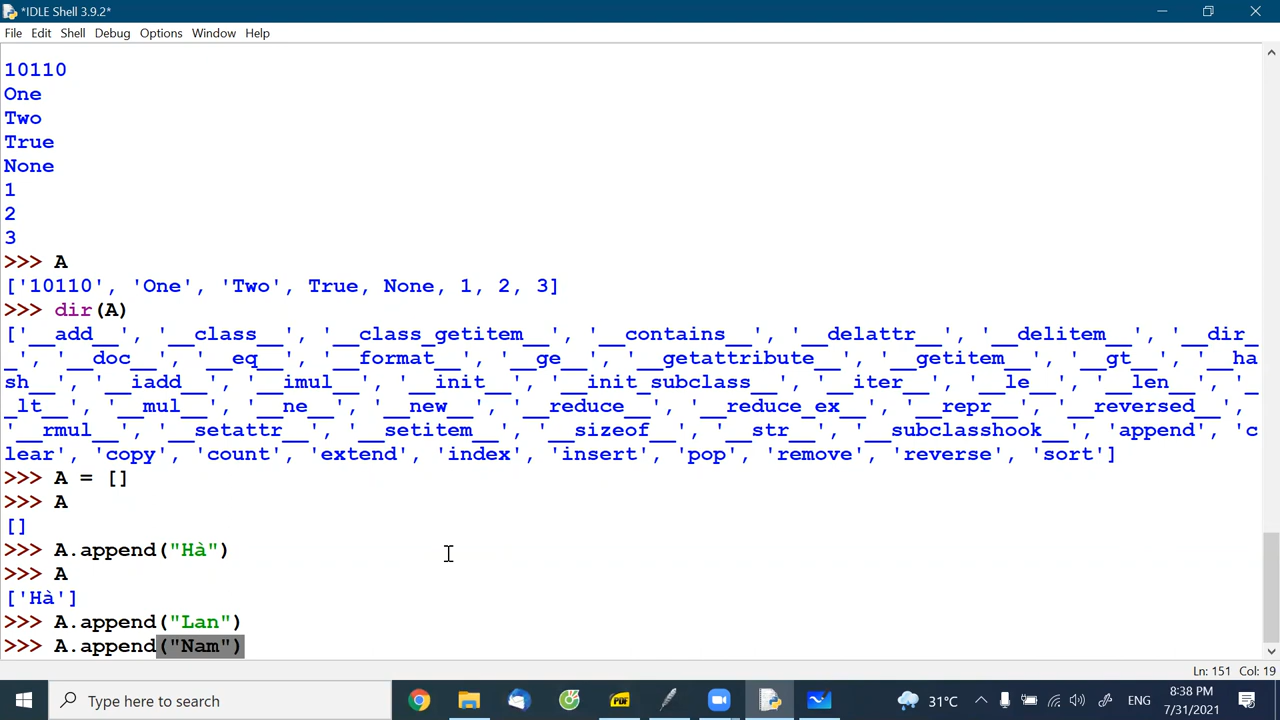 *IDLE Shell 3.9.2*
File Edit Shell Debug Options Window Help
10110
One
Two
True
None
1
2
3
>>> A
['10110', 'One', 'Two', True, None, 1, 2, 3]
>>> dir(A)
['__add__', '__class__', '__class_getitem__', '__contains__', '__delattr__', '__delitem__', '__dir_
_', '__doc__', '__eq__', '__format__', '__ge__', '__getattribute__', '__getitem__', '__gt__', '__ha
sh__', '__iadd__', '__imul__', '__init__', '__init_subclass__', '__iter__', '__le__', '__len__', '_
_lt__', '__mul__', '__ne__', '__new__', '__reduce__', '__reduce_ex__', '__repr__', '__reversed__',
'__rmul__', '__setattr__', '__setitem__', '__sizeof__', '__str__', '__subclasshook__', 'append', 'c
lear', 'copy', 'count', 'extend', 'index', 'insert', 'pop', 'remove', 'reverse', 'sort']
>>> A = []
>>> A
[]
>>> A.append("Hà")
>>> A
['Hà']
>>> A.append("Lan")
>>> A.append("Nam")
Ln: 151 Col: 19
Type here to search
PDF
31°C
ENG
8:38 PM
7/31/2021